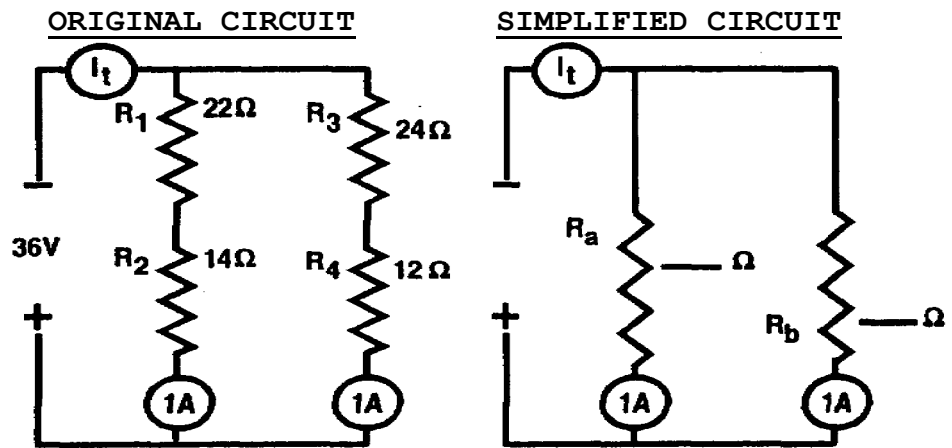 ORIGINAL CIRCUIT
SIMPLIFIED CIRCUIT
It
R1
22Ω
R3
24Ω
36V
R2
14Ω
R4
12Ω
1A
1A
It
Ra
Ω
Rb
Ω
1A
1A